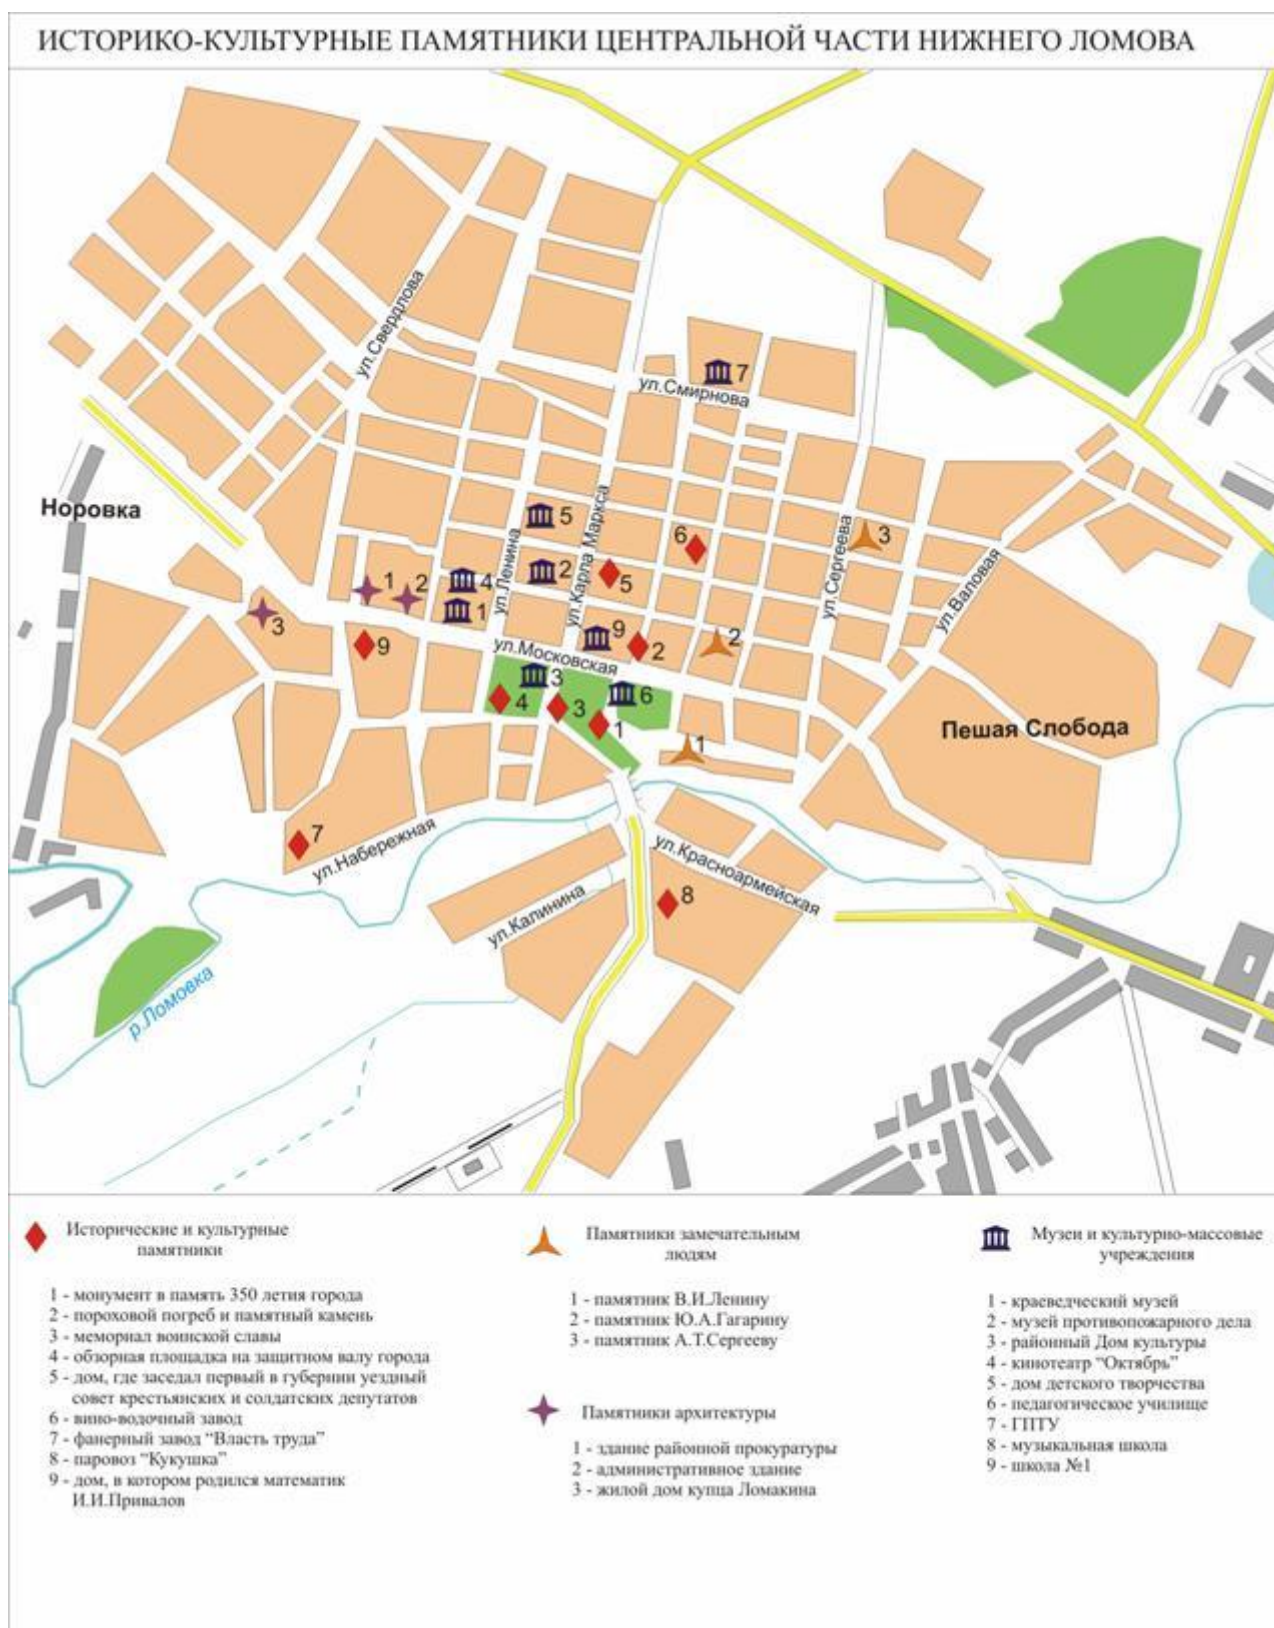 ИСТОРИКО-КУЛЬТУРНЫЕ ПАМЯТНИКИ ЦЕНТРАЛЬНОЙ ЧАСТИ НИЖНЕГО ЛОМОВА
ул.Свердлова
7
ул.Смирнова
Норовка
5
6
3
ул.Ленина
ул.Карла Маркса
ул.Сергеева
ул.Валовая
1
2
4
2
5
3
1
9
9
2
2
ул.Московская
3
4
3
6
1
1
Пешая Слобода
7
ул.Набережная
ул.Красноармейская
8
ул.Калинина
р.Ломовка
Исторические и культурные
памятники
1 - монумент в память 350 летия города
2 - пороховой погреб и памятный камень
3 - мемориал воинской славы
4 - обзорная площадка на защитном валу города
5 - дом, где заседал первый в губернии уездный
совет крестьянских и солдатских депутатов
6 - вино-водочный завод
7 - фанерный завод “Власть труда”
8 - паровоз “Кукушка”
9 - дом, в котором родился математик
И.И.Привалов
Памятники замечательным
людям
1 - памятник В.И.Ленину
2 - памятник Ю.А.Гагарину
3 - памятник А.Т.Сергееву
Памятники архитектуры
1 - здание районной прокуратуры
2 - административное здание
3 - жилой дом купца Ломакина
Музеи и культурно-массовые
учреждения
1 - краеведческий музей
2 - музей противопожарного дела
3 - районный Дом культуры
4 - кинотеатр “Октябрь”
5 - дом детского творчества
6 - педагогическое училище
7 - ГПТУ
8 - музыкальная школа
9 - школа №1